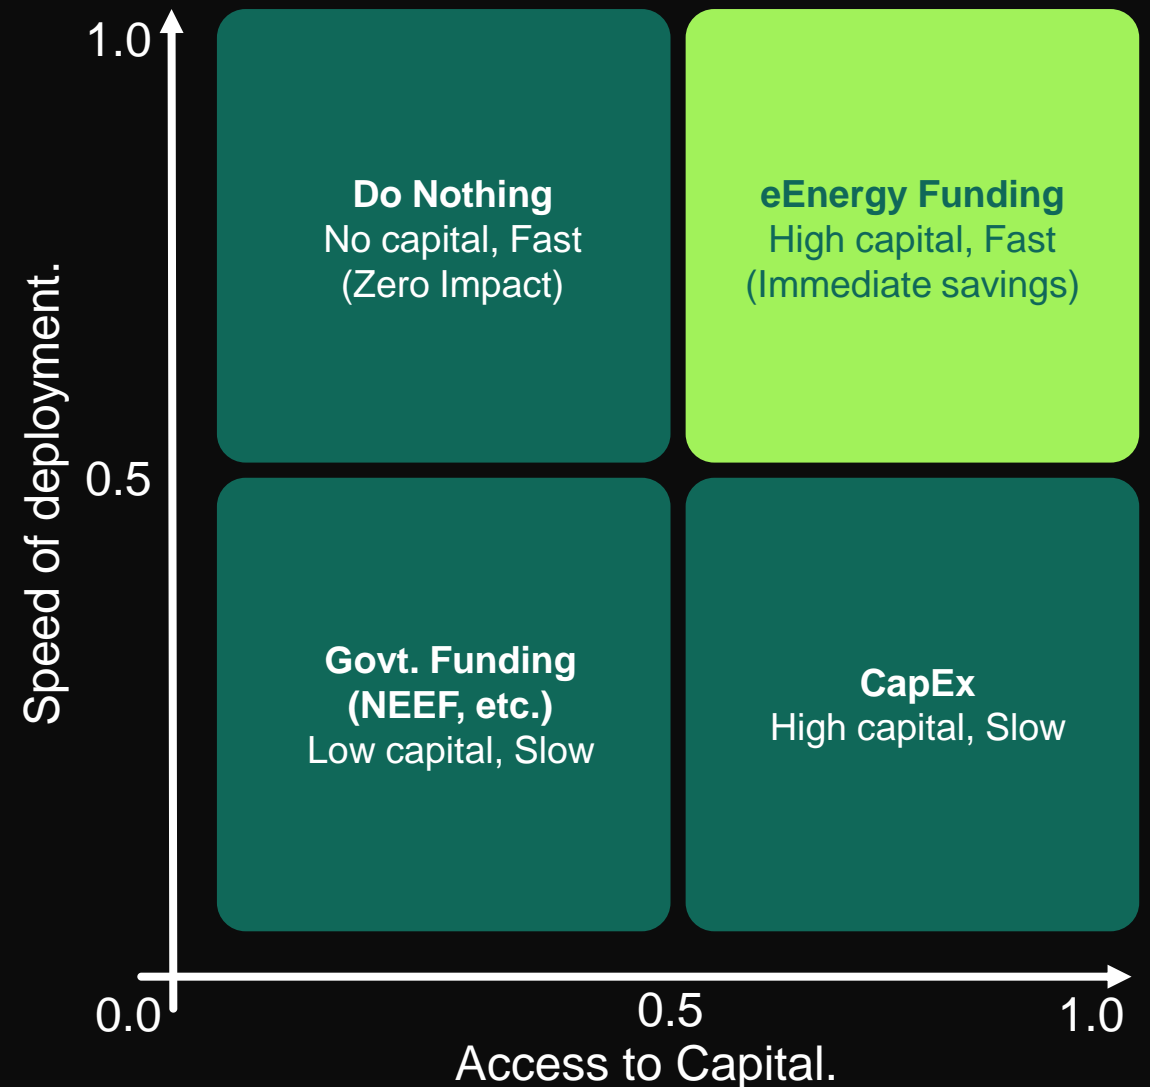 1.0
Do Nothing
No capital, Fast
(Zero Impact)
eEnergy Funding
High capital, Fast
(Immediate savings)
Speed of deployment.
0.5
Govt. Funding
(NEEF, etc.)
Low capital, Slow
CapEx
High capital, Slow
0.0
0.5
1.0
Access to Capital.